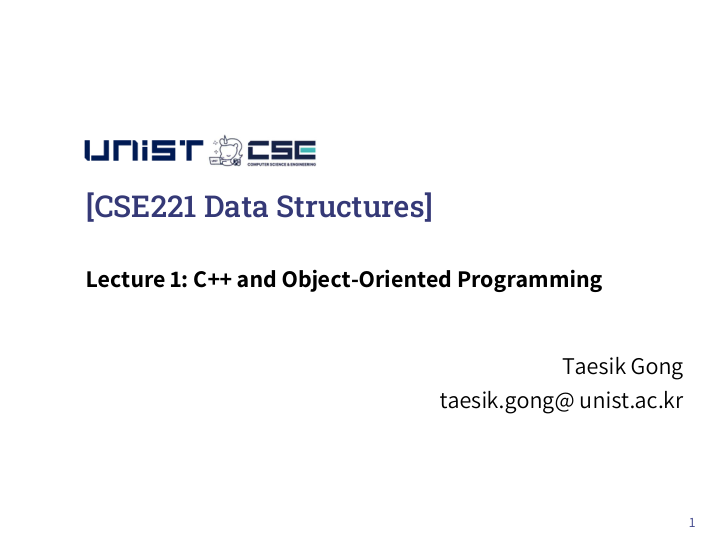 UNIST CSE
COMPUTER SCIENCE & ENGINEERING
[CSE221 Data Structures]
Lecture 1: C++ and Object-Oriented Programming
Taesik Gong
taesik.gong@ unist.ac.kr
1